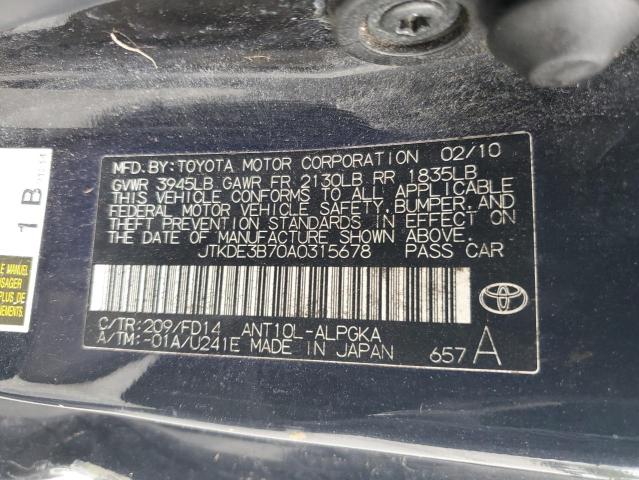 MFD.BY:TOYOTA MOTOR CORPORATION 02/10
GVWR 3945LB GAWR FR 2130LB RR 1835LB
THIS VEHICLE CONFORMS TO ALL APPLICABLE
FEDERAL MOTOR VEHICLE SAFETY,BUMPER,AND
THEFT PREVENTION STANDARDS IN EFFECT ON
THE DATE OF MANUFACTURE SHOWN ABOVE.
JTKDE3B70A0315678 PASS CAR
C/TR:209/FD14 ANT10L-ALPGKA
A/TM:-01A/U241E MADE IN JAPAN
657 A
1 B
MANUEL